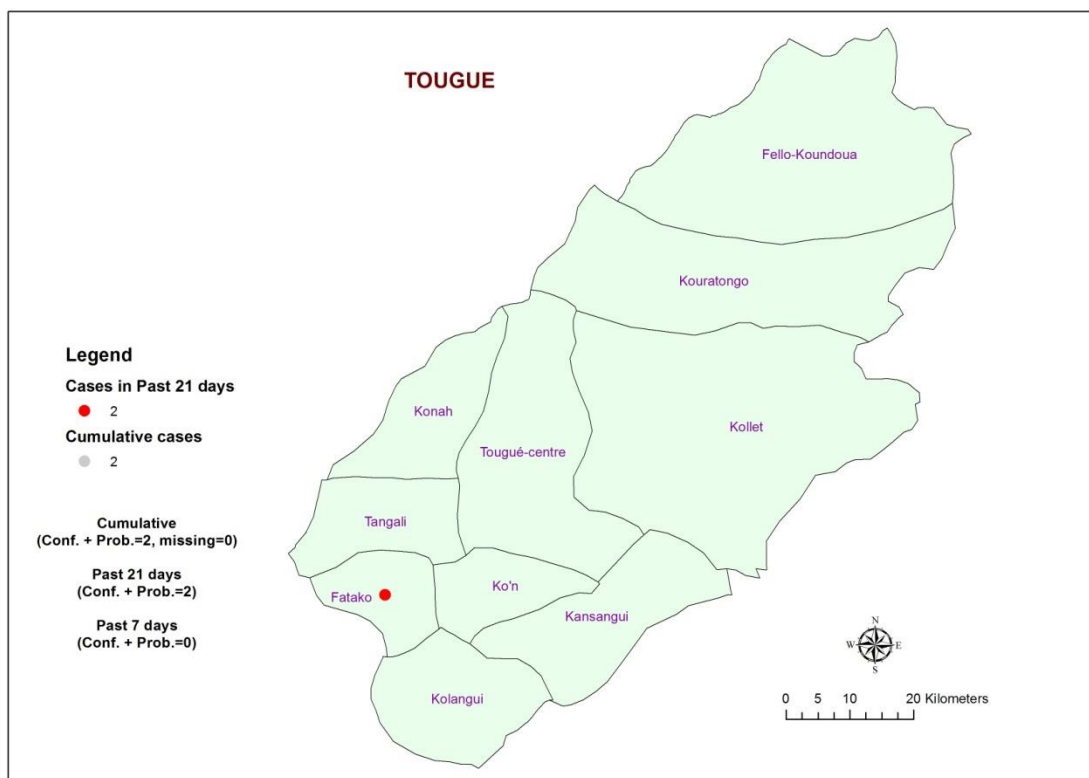 TOUGUE
Fello-Koundoua
Kouratongo
Legend
Cases in Past 21 days
2
Cumulative cases
2
Konah
Tougué-centre
Kollet
Tangali
Cumulative
(Conf. + Prob.=2, missing=0)
Past 21 days
(Conf. + Prob.=2)
Past 7 days
(Conf. + Prob.=0)
Fatako
Ko'n
Kansangui
Kolangui
N
W E
S
0 5 10 20 Kilometers